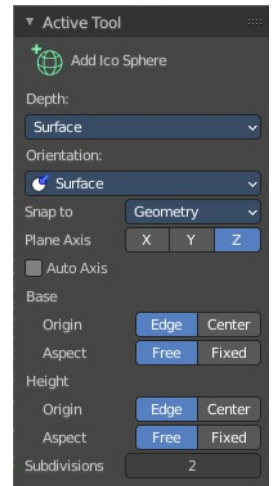 Active Tool
Add Ico Sphere
Depth:
Surface
Orientation:
Surface
Snap to Geometry
Plane Axis X Y Z
Auto Axis
Base
Origin Edge Center
Aspect Free Fixed
Height
Origin Edge Center
Aspect Free Fixed
Subdivisions 2